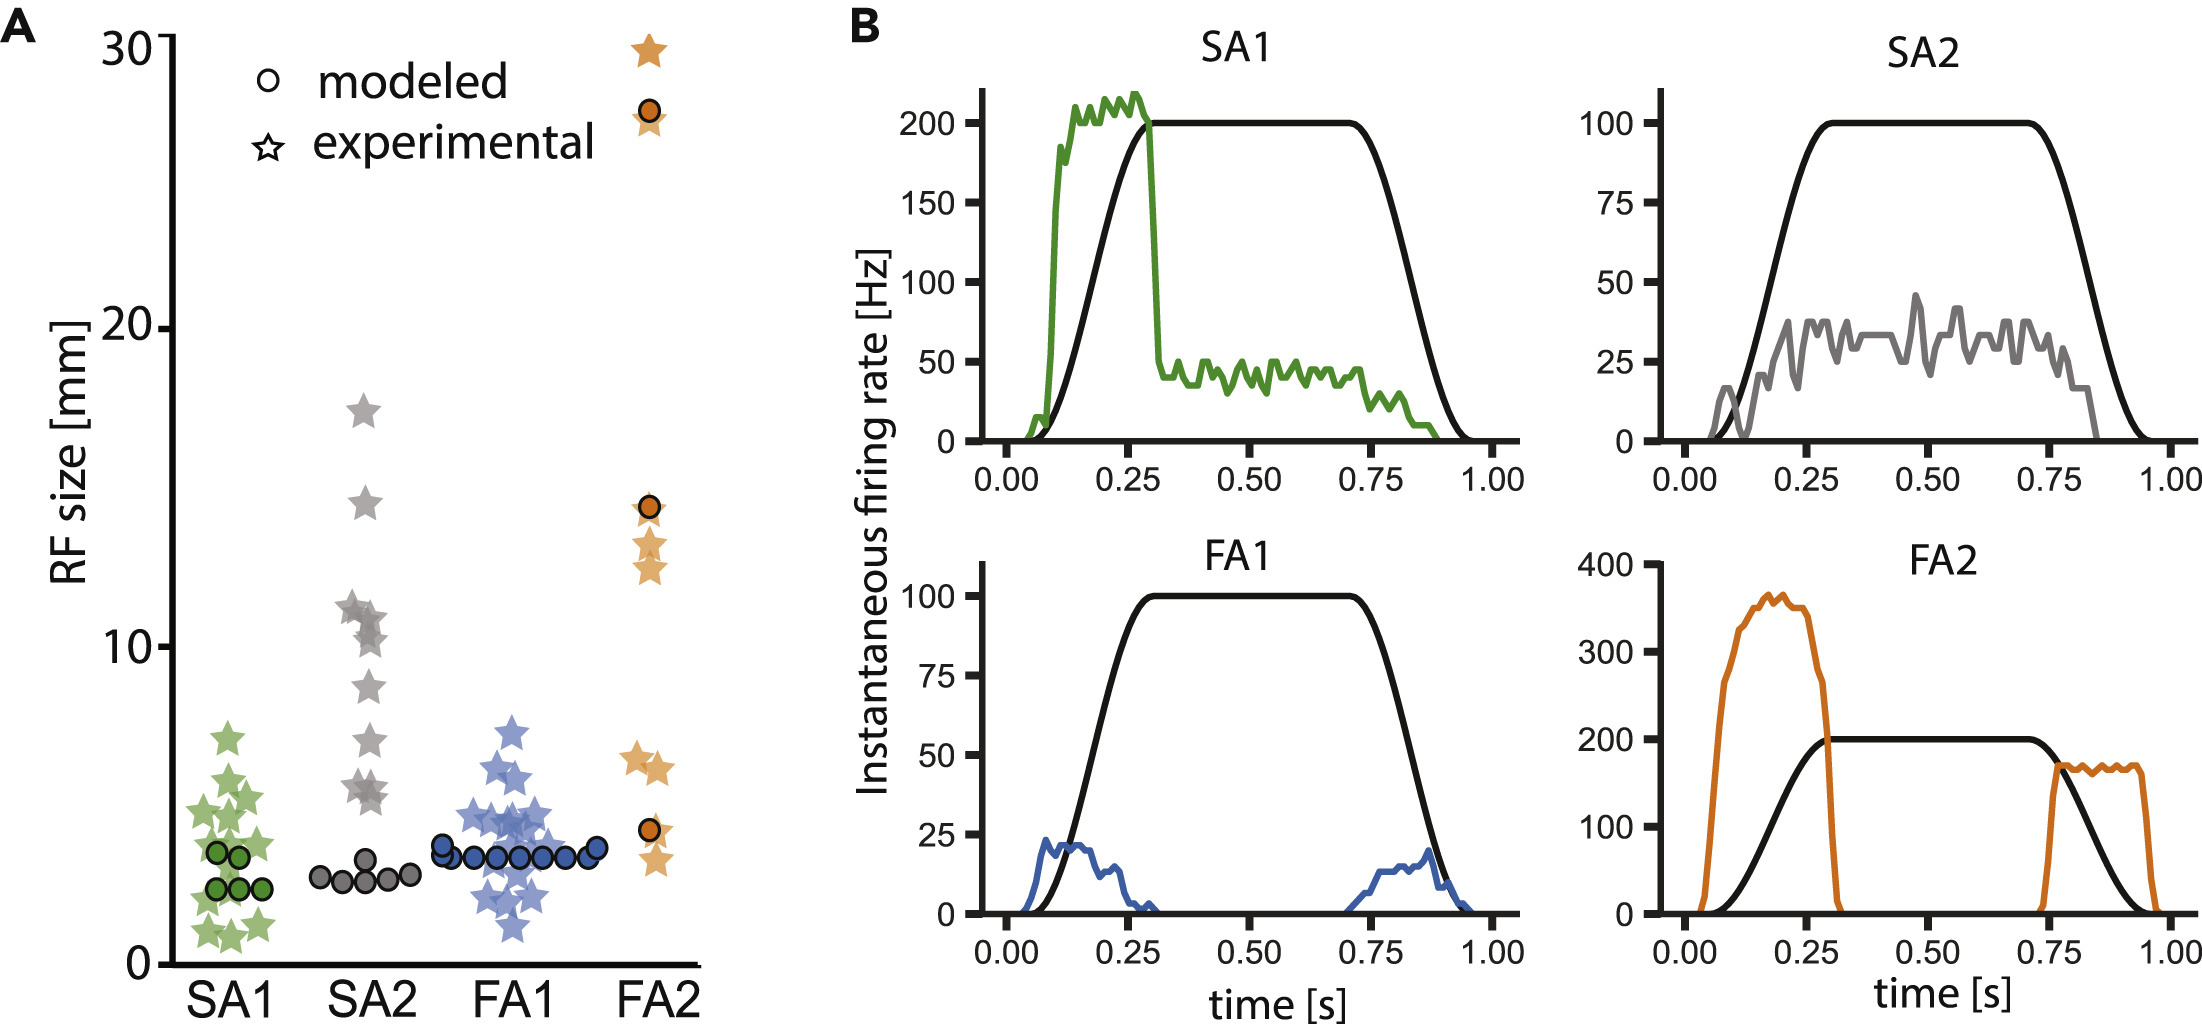 A
30
20
10
0
RF size [mm]
modeled
experimental
SA1 SA2 FA1 FA2
B
Instantaneous firing rate [Hz]
SA1
200
150
100
50
0
0.00 0.25 0.50 0.75 1.00
SA2
100
75
50
25
0
0.00 0.25 0.50 0.75 1.00
FA1
100
75
50
25
0
0.00 0.25 0.50 0.75 1.00
time [s]
FA2
400
300
200
100
0
0.00 0.25 0.50 0.75 1.00
time [s]